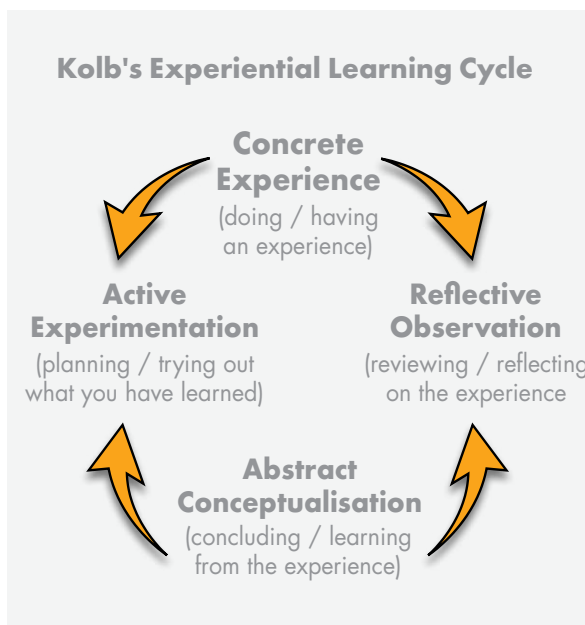 Kolb's Experiential Learning Cycle
Concrete
Experience
(doing / having
an experience)
Active
Experimentation
(planning / trying out
what you have learned)
Reflective
Observation
(reviewing / reflecting
on the experience
Abstract
Conceptualisation
(concluding / learning
from the experience)